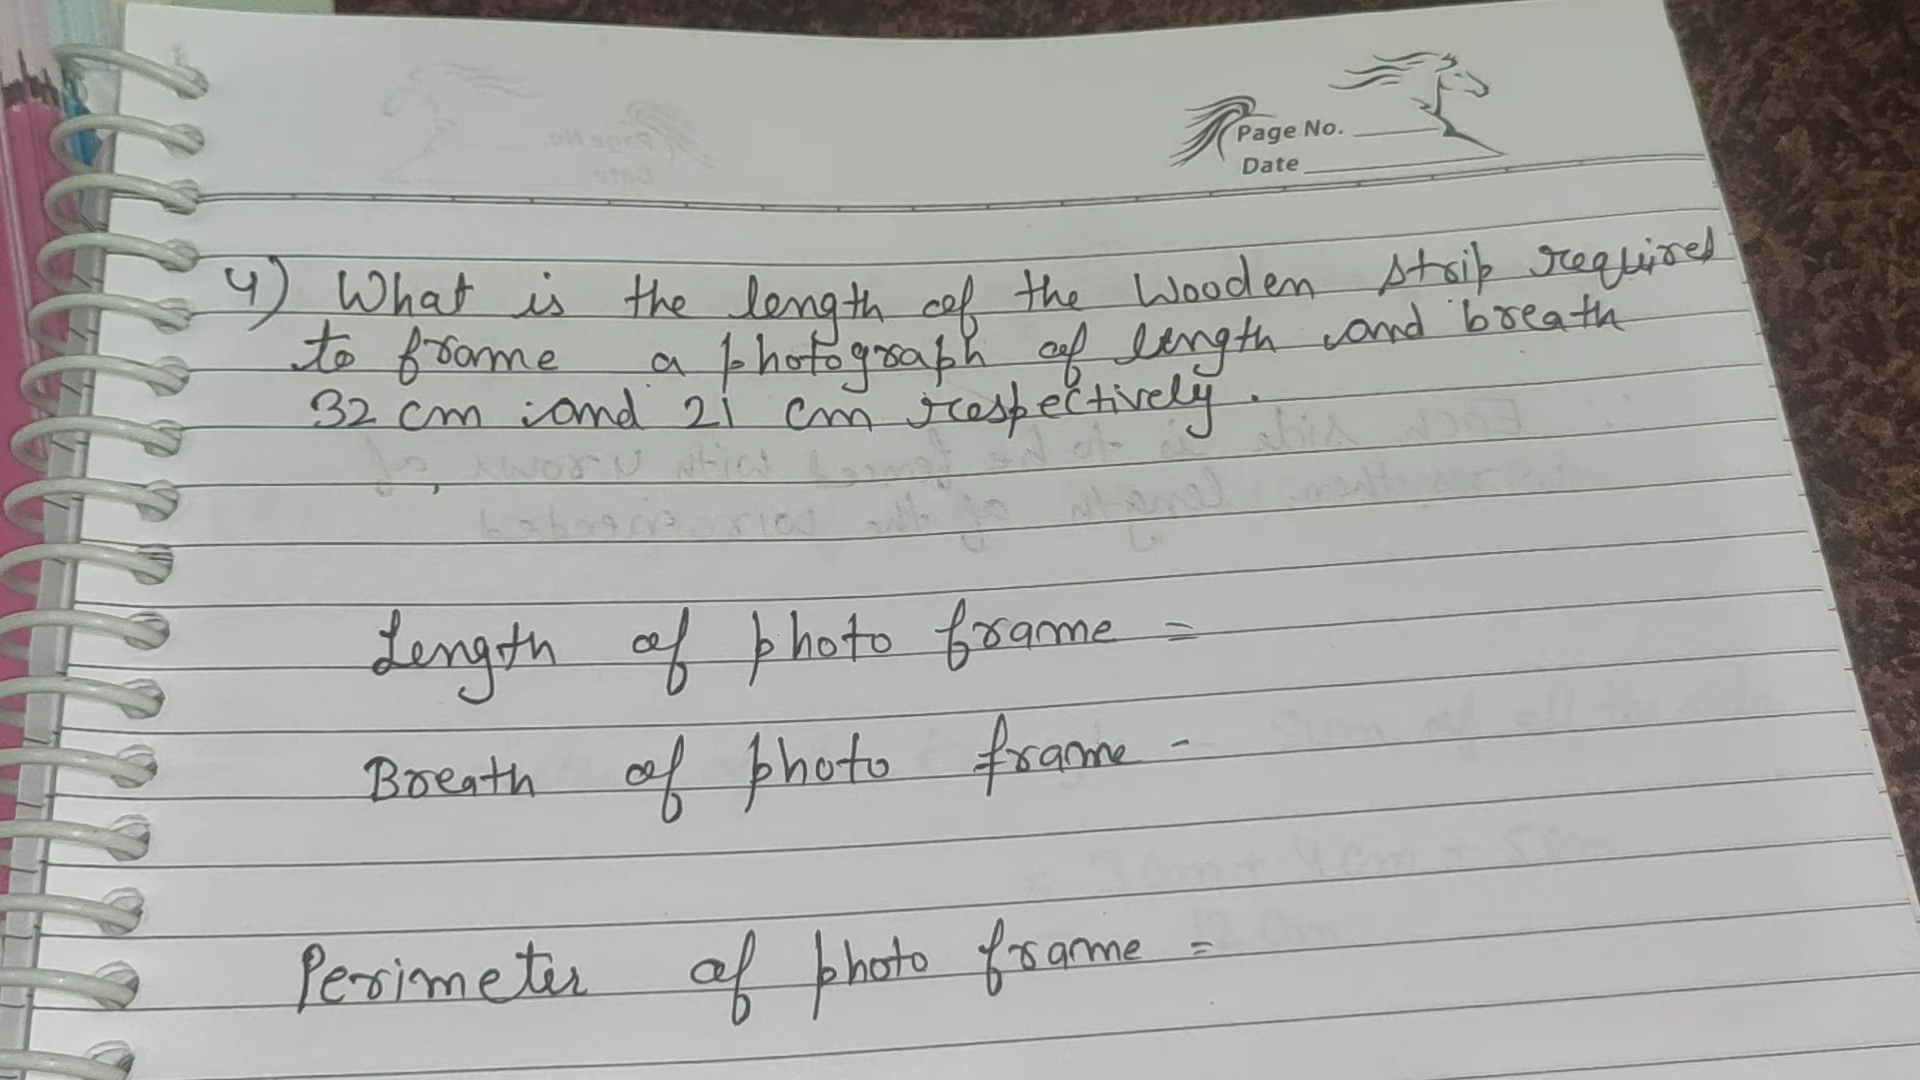 Page No.
Date
4) What is the length of the Wooden strip required
to frame a photograph of length and breath
32 cm and 21 cm respectively.
Length of photo frame =
Breath of photo frame -
Perimeter of photo frame =